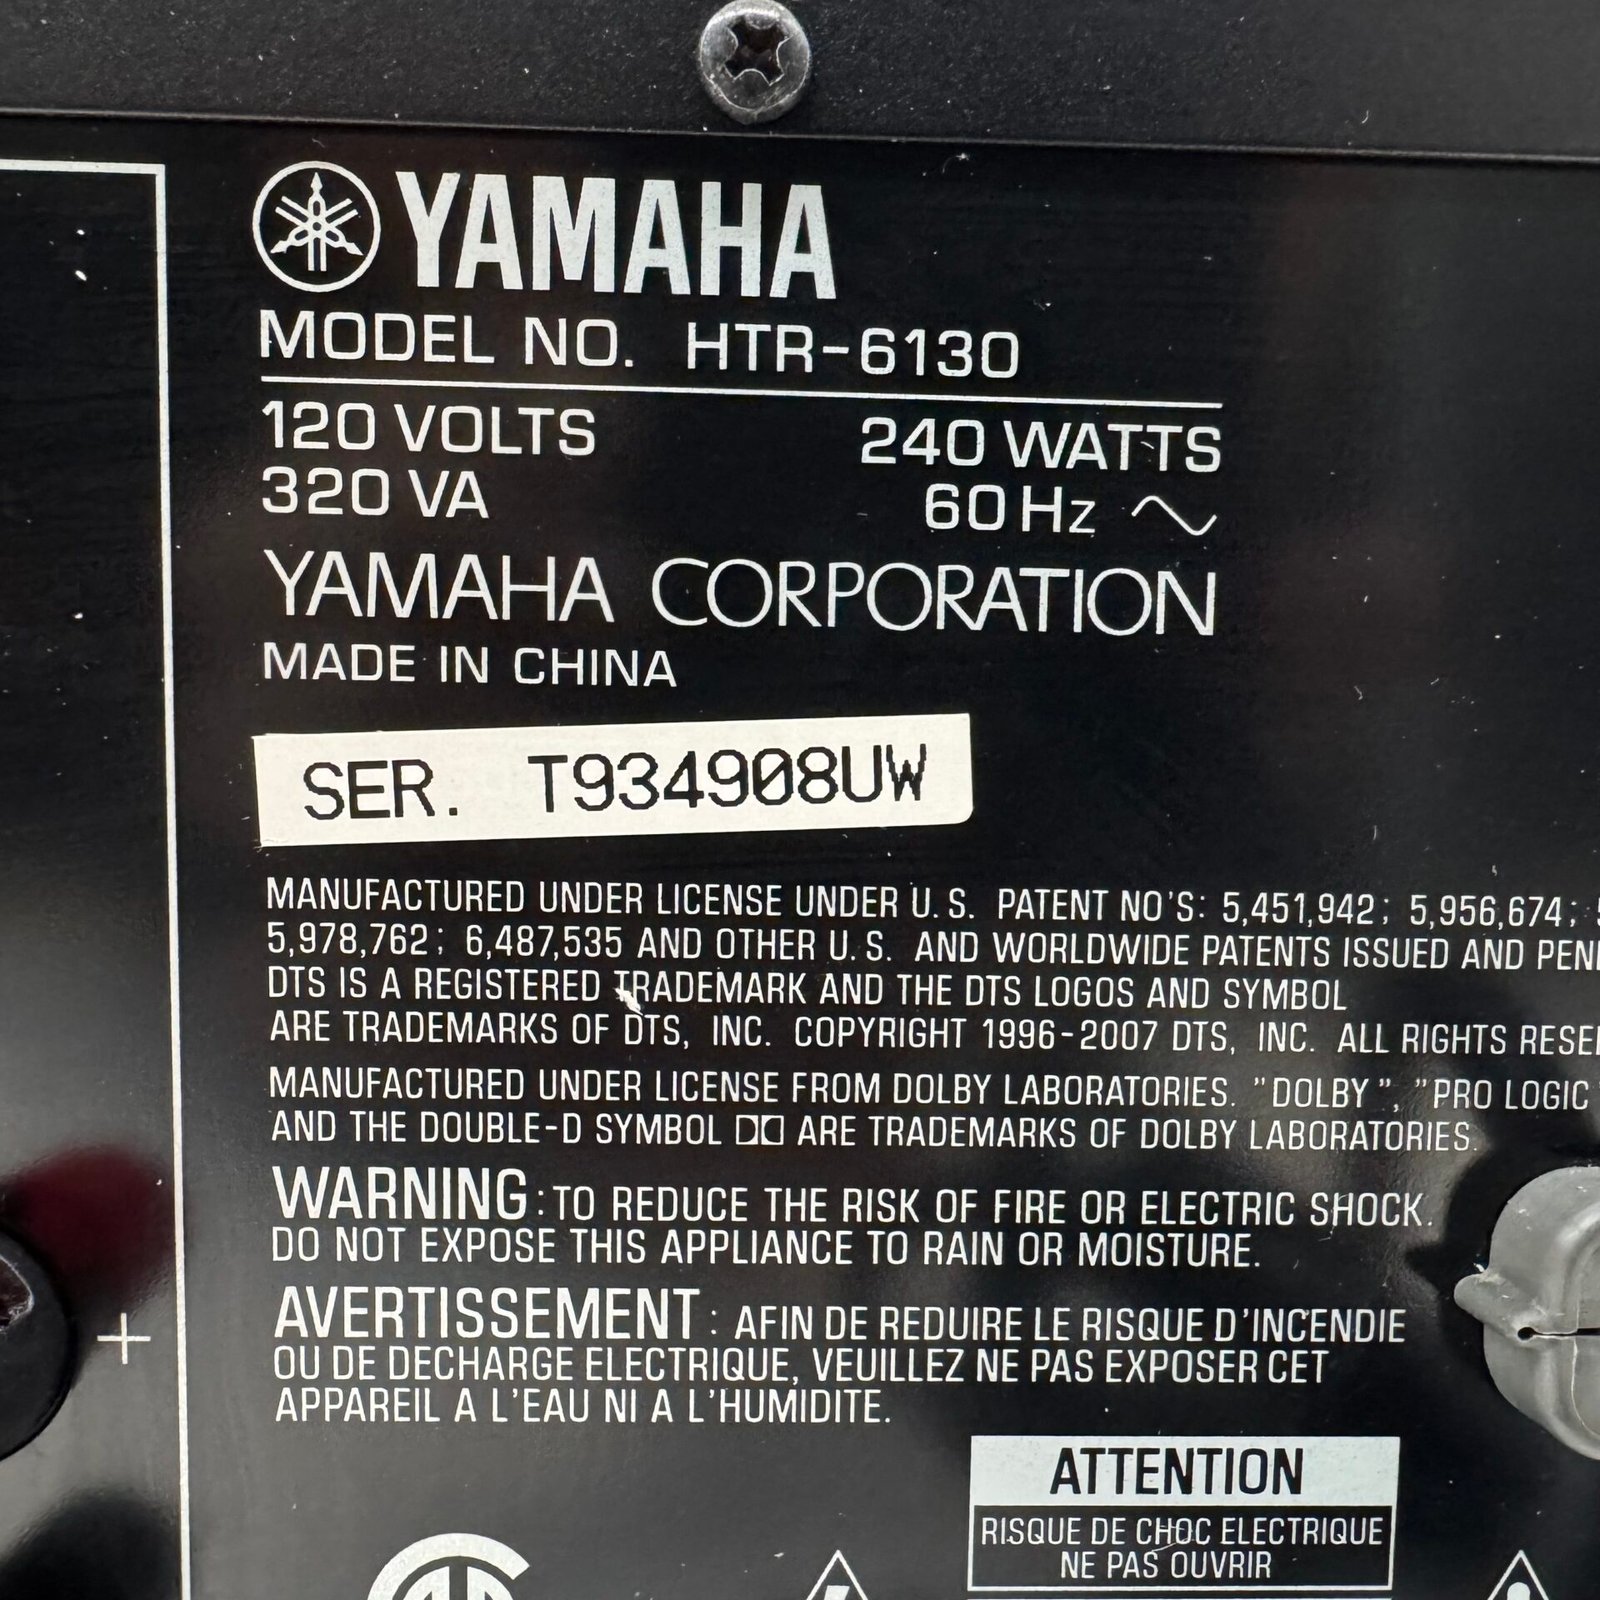 YAMAHA
MODEL NO. HTR-6130
120 VOLTS 240 WATTS
320 VA 60 Hz ~
YAMAHA CORPORATION
MADE IN CHINA
SER. T934908UW
MANUFACTURED UNDER LICENSE UNDER U.S. PATENT NO'S: 5,451,942; 5,956,674;
5,978,762; 6,487,535 AND OTHER U.S. AND WORLDWIDE PATENTS ISSUED AND
DTS IS A REGISTERED TRADEMARK AND THE DTS LOGOS AND SYMBOL
ARE TRADEMARKS OF DTS, INC. COPYRIGHT 1996-2007 DTS, INC. ALL RIGHTS
MANUFACTURED UNDER LICENSE FROM DOLBY LABORATORIES. "DOLBY", "PRO LOGIC
AND THE DOUBLE-D SYMBOL ARE TRADEMARKS OF DOLBY LABORATORIES.
WARNING: TO REDUCE THE RISK OF FIRE OR ELECTRIC SHOCK.
DO NOT EXPOSE THIS APPLIANCE TO RAIN OR MOISTURE.
AVERTISSEMENT: AFIN DE REDUIRE LE RISQUE D'INCENDIE
OU DE DECHARGE ELECTRIQUE, VEUILLEZ NE PAS EXPOSER CET
APPAREIL A L'EAU NI A L'HUMIDITE.
+
ATTENTION
RISQUE DE CHOC ELECTRIQUE
NE PAS OUVRIR